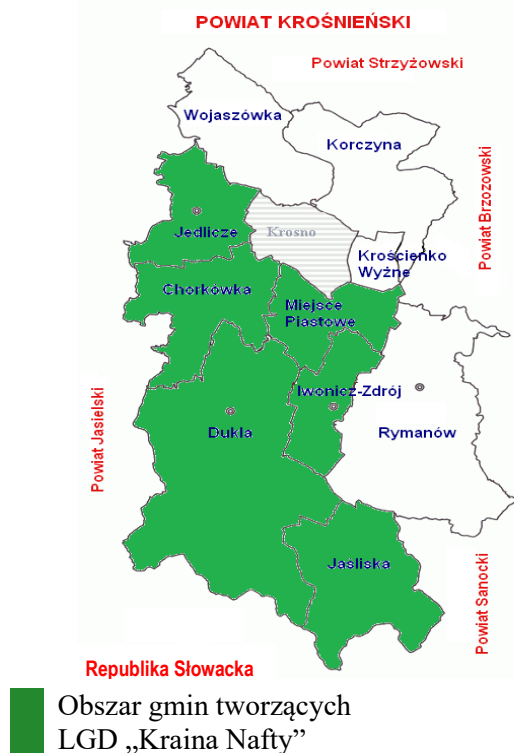 POWIAT KROŚNIEŃSKI
Powiat Strzyżowski
Wojaszówka
Korczyna
Powiat Brzozowski
Jedlicze
Krosno
Krościenko
Wyżne
Chorkówka
Miejsce
Piastowe
Iwonicz-Zdrój
Powiat Jasielski
Dukla
Rymanów
Jaśliska
Powiat Sanocki
Republika Słowacka
Obszar gmin tworzących
LGD „Kraina Nafty”